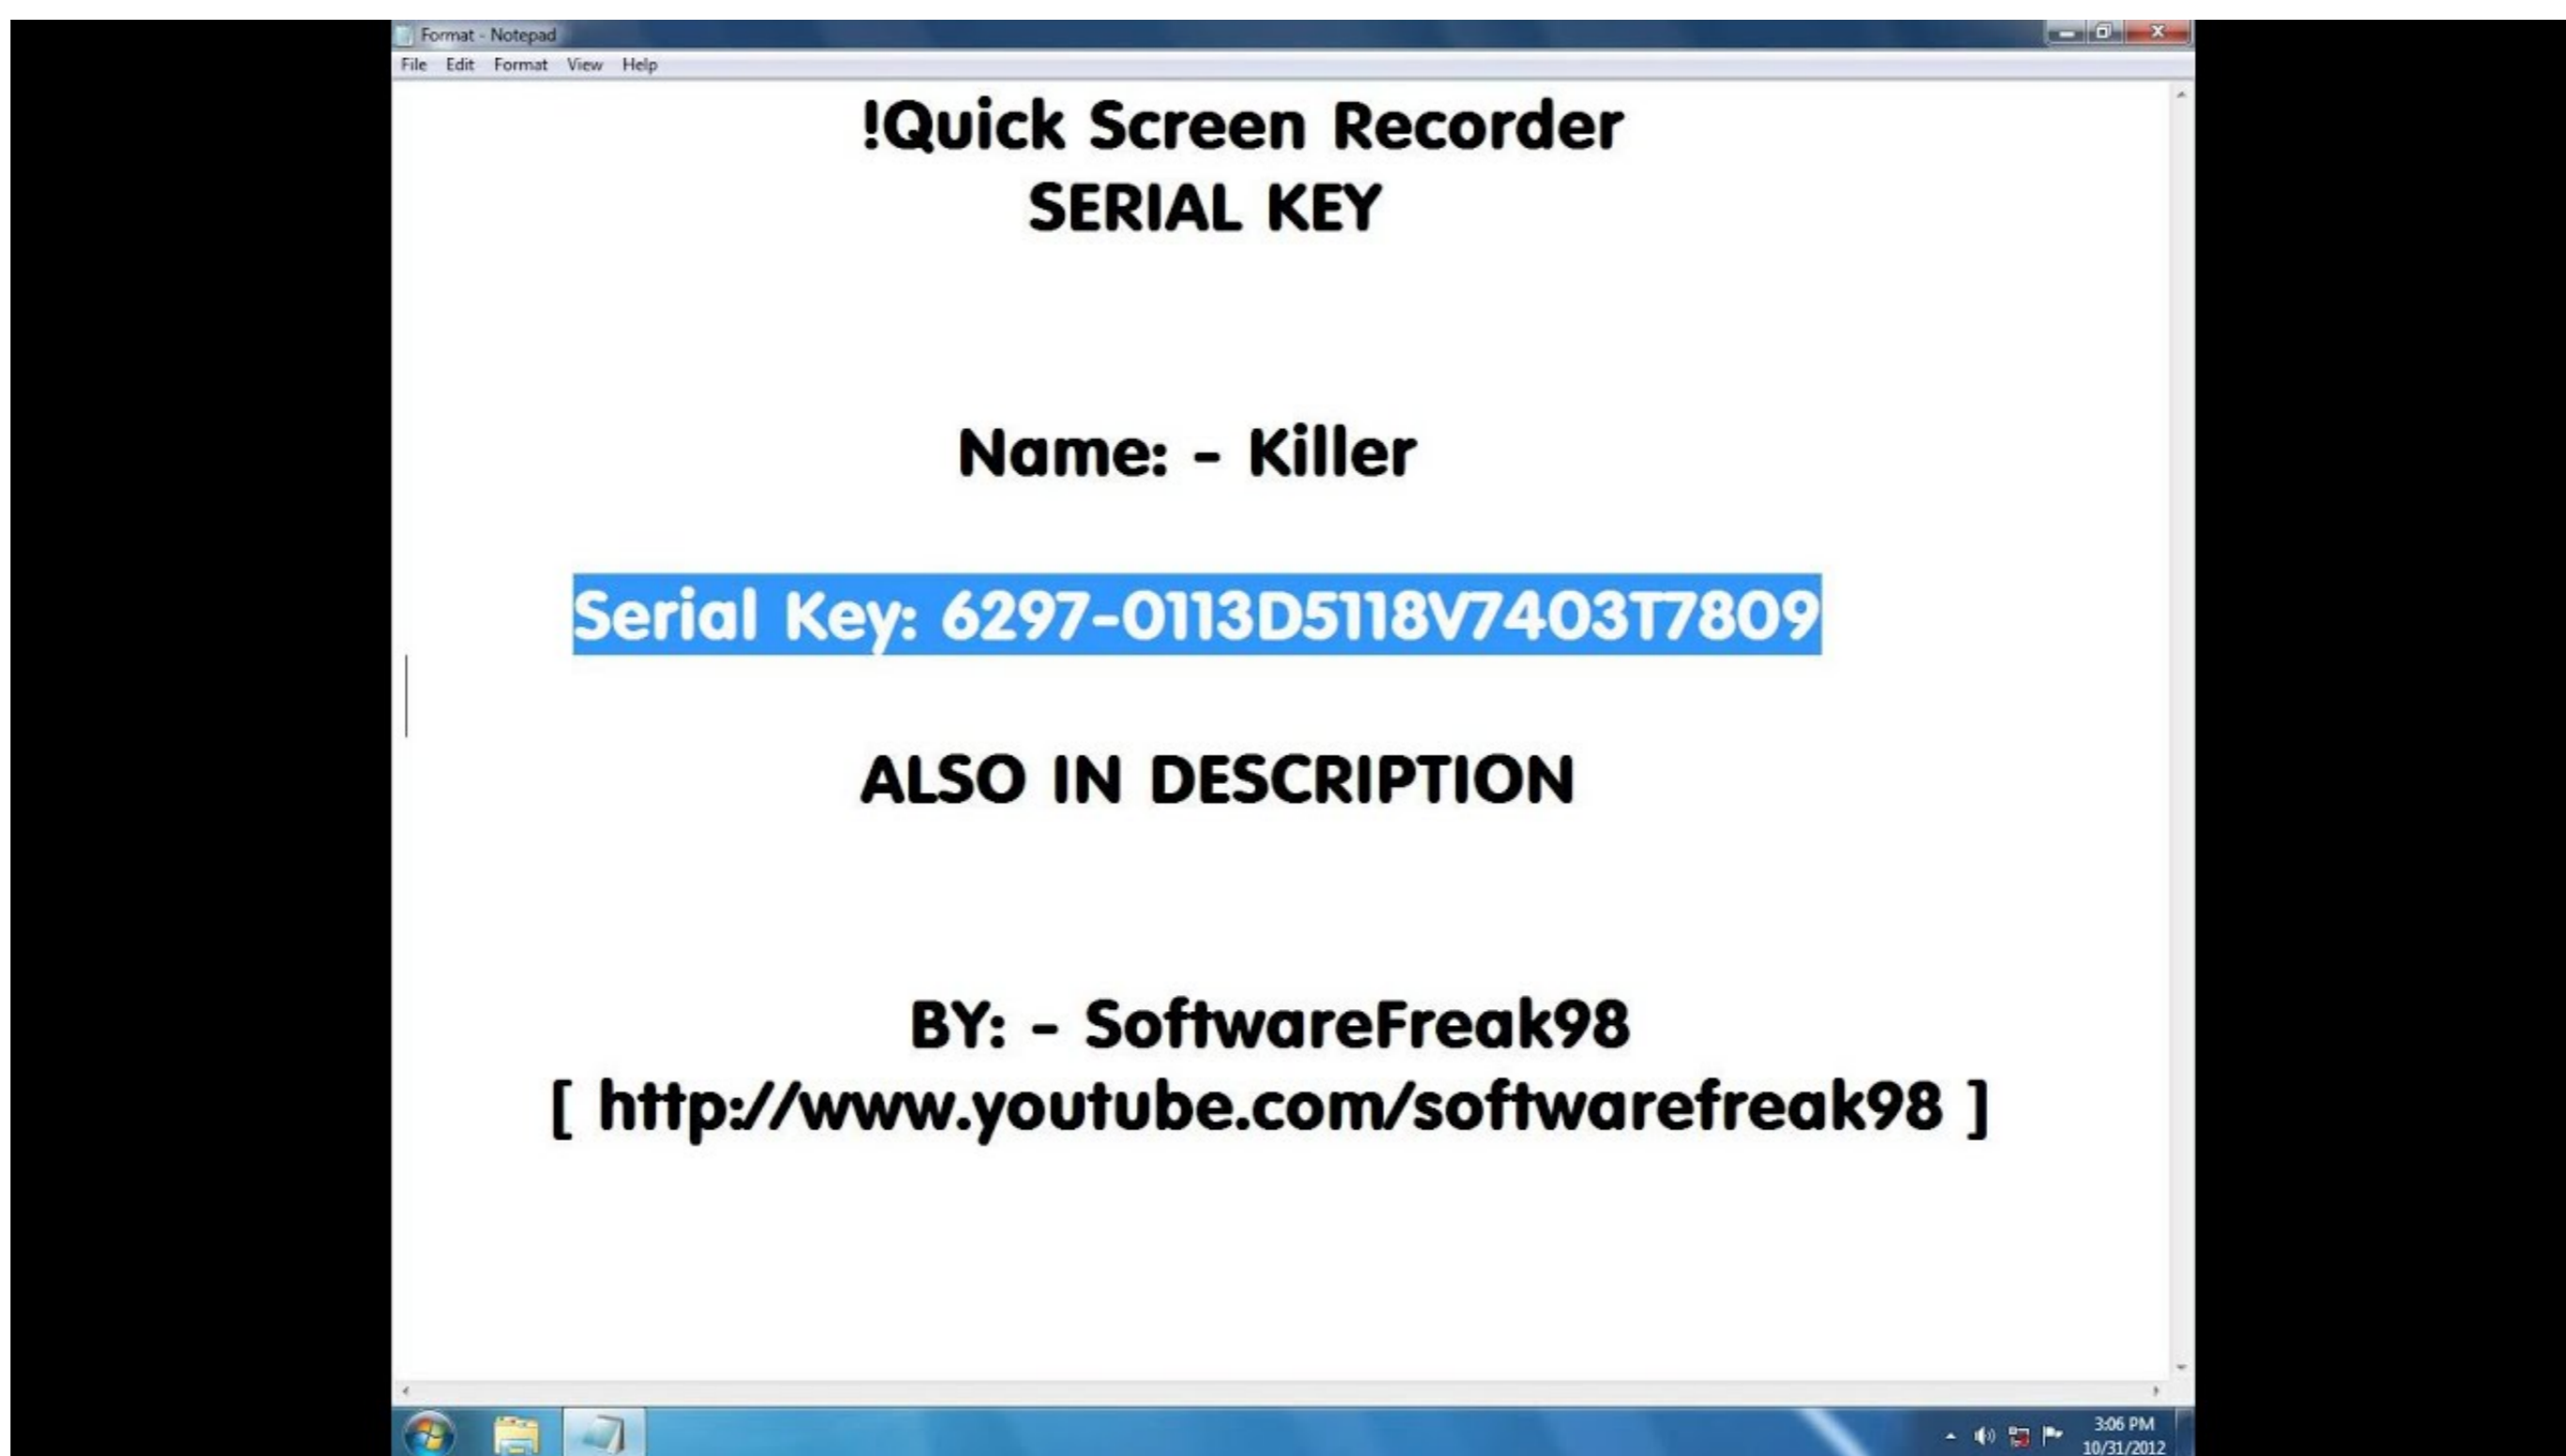 Format - Notepad
File Edit Format View Help
!Quick Screen Recorder
SERIAL KEY
Name: - Killer
Serial Key: 6297-0113D5118V7403T7809
ALSO IN DESCRIPTION
BY: - SoftwareFreak98
[ http://www.youtube.com/softwarefreak98 ]
3:06 PM
10/31/2012